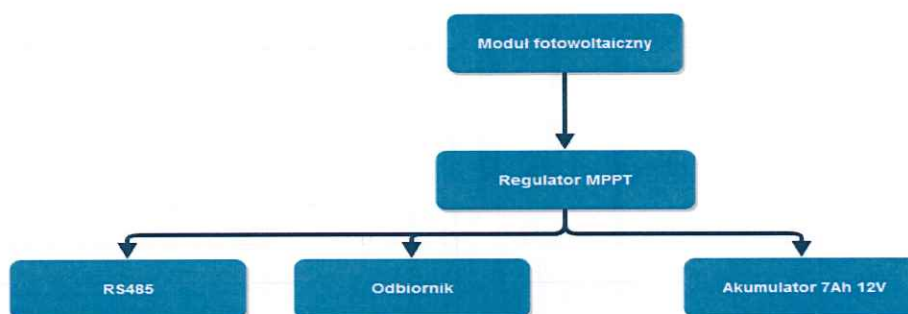 Moduł fotowoltaiczny
Regulator MPPT
RS485
Odbiornik
Akumulator 7Ah 12V